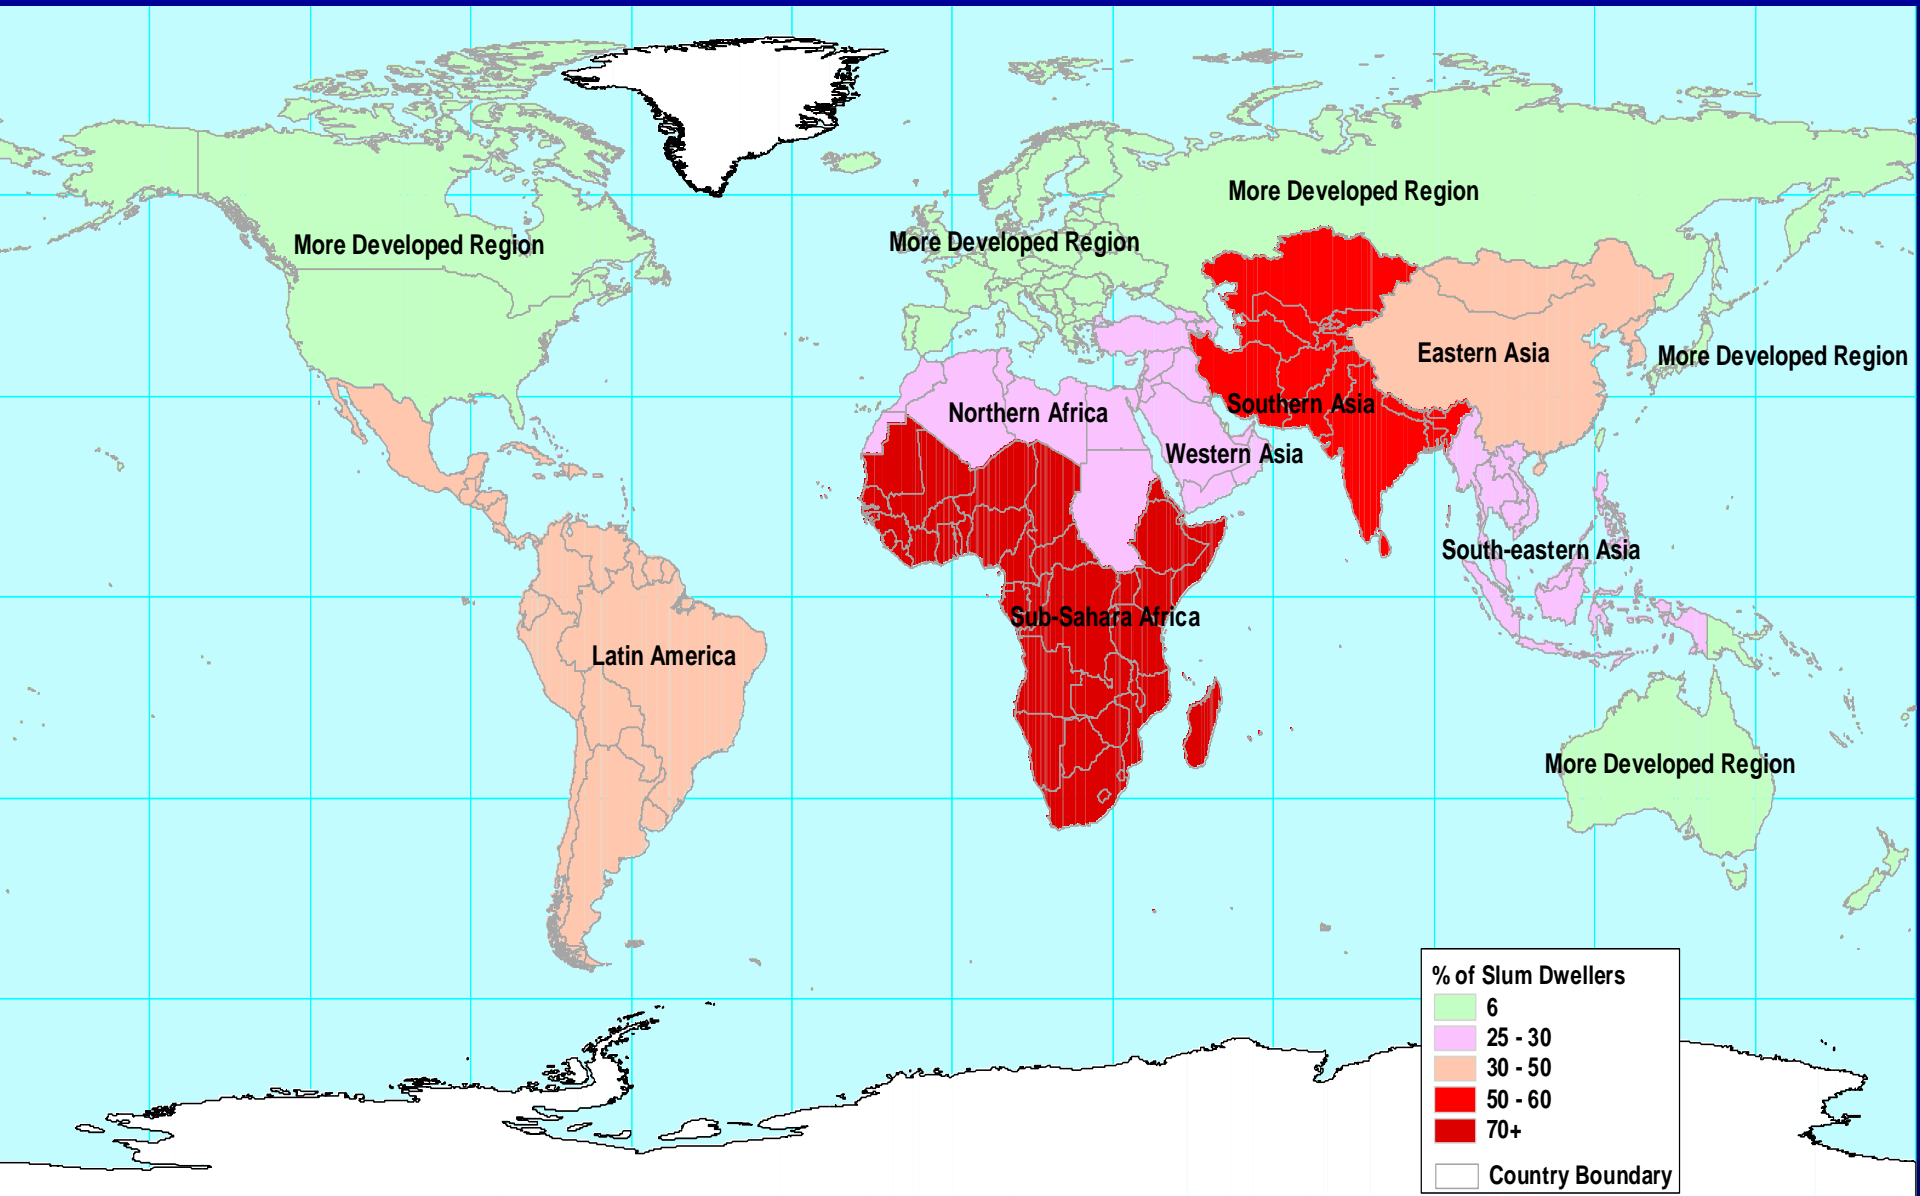 More Developed Region
More Developed Region
More Developed Region
Eastern Asia
More Developed Region
Southern Asia
Northern Africa
Western Asia
South-eastern Asia
Sub-Sahara Africa
Latin America
More Developed Region
% of Slum Dwellers
6
25 - 30
30 - 50
50 - 60
70+
Country Boundary